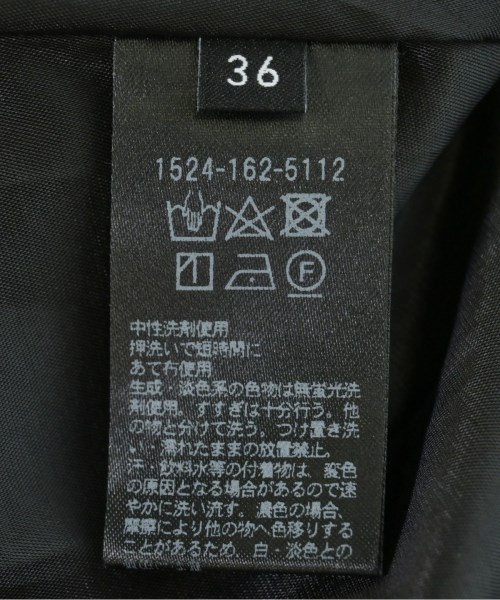 36
1524-162-5112
F
中性洗剤使用
押洗いで短時間に
あて布使用
生成・淡色系の色物は無蛍光洗
剤使用。すすぎは十分行う。他
の物と分けて洗う。つけ置き洗
い、濡れたままの放置禁止。
汗・飲料水等の付着物は、変色
の原因となる場合があるので速
やかに洗い流す。濃色の場合、
摩擦により他の物へ色移りする
ことがあるため、白・淡色との